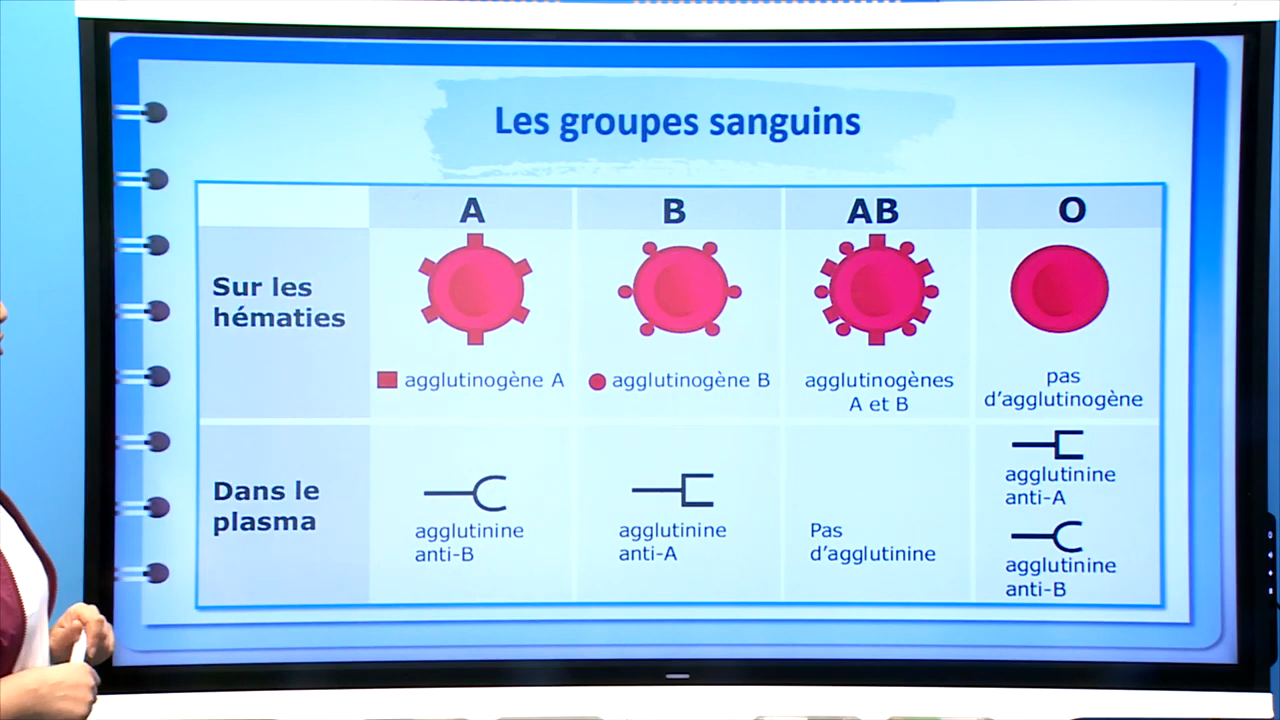 Les groupes sanguins
A B AB O
Sur les
hématies
agglutinogène A
agglutinogène B
agglutinogènes
A et B
pas
d’agglutinogène
Dans le
plasma
agglutinine
anti-B
agglutinine
anti-A
Pas
d’agglutinine
agglutinine
anti-A
agglutinine
anti-B